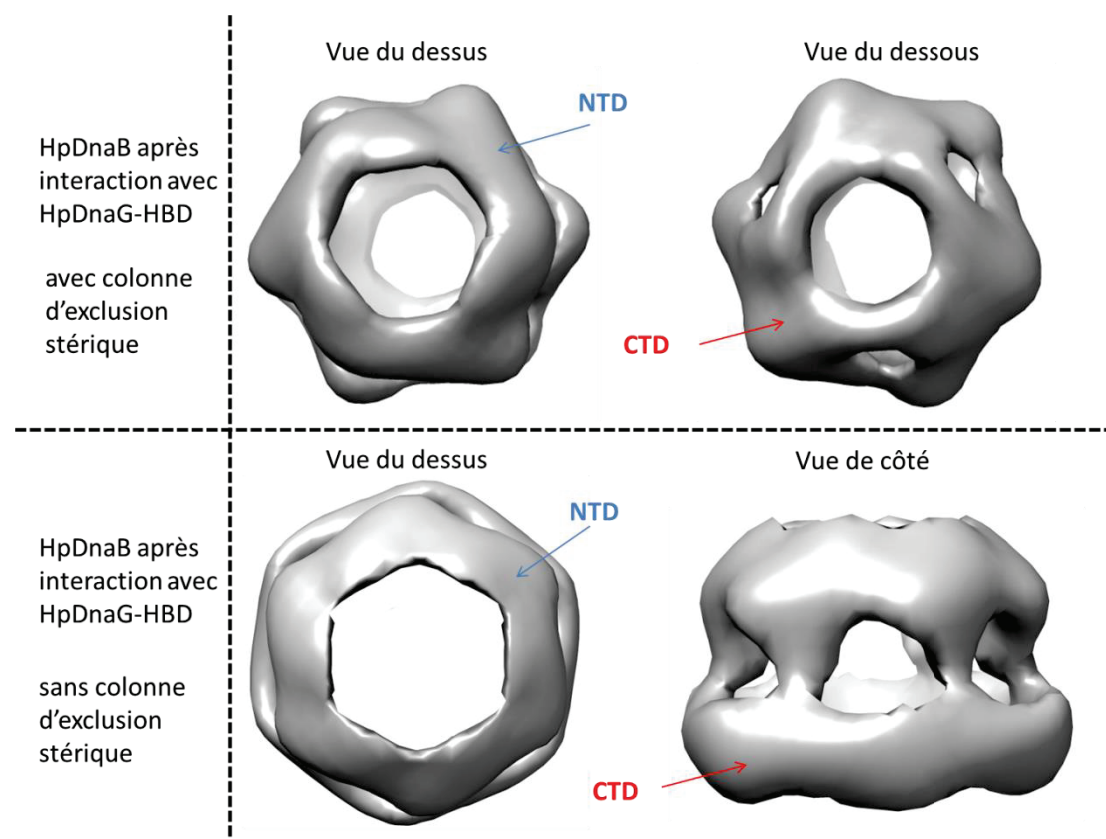 Vue du dessus
Vue du dessous
NTD
HpDnaB après
interaction avec
HpDnaG-HBD
avec colonne
d'exclusion
stérique
CTD
Vue du dessus
Vue de côté
NTD
HpDnaB après
interaction avec
HpDnaG-HBD
sans colonne
d'exclusion
stérique
CTD